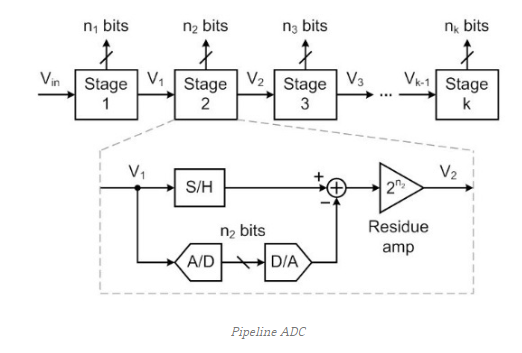 n₁ bits n₂ bits n₃ bits nₖ bits
Vin Stage 1 V₁ Stage 2 V₂ Stage 3 V₃ ... Vk-1 Stage k
V₁ S/H + − 2ⁿ² V₂
Residue amp
n₂ bits
A/D D/A
Pipeline ADC